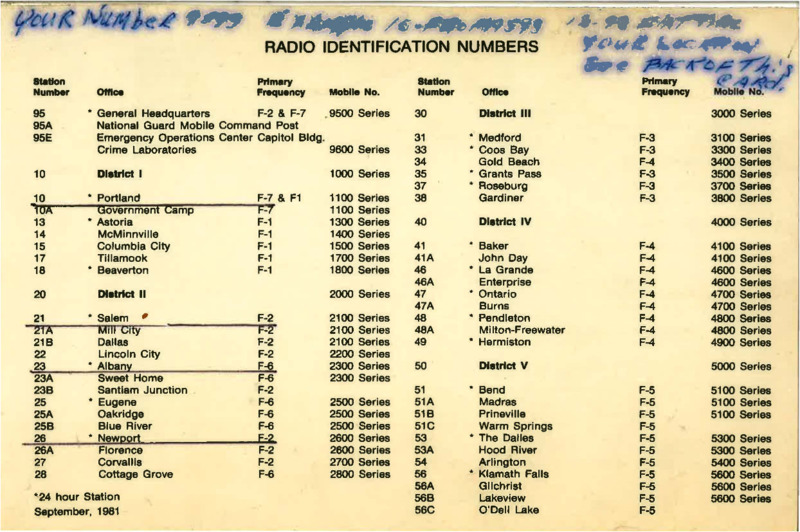 YOUR NUMBER 9599
YOUR LOCATION
See BACK OF This
CARD.
RADIO IDENTIFICATION NUMBERS
Station Number Office Primary Frequency Mobile No.
95 * General Headquarters F-2 & F-7 9500 Series
95A National Guard Mobile Command Post
95E Emergency Operations Center Capitol Bldg.
Crime Laboratories 9600 Series
10 District I 1000 Series
10 * Portland F-7 & F1 1100 Series
10A Government Camp F-7 1100 Series
13 * Astoria F-1 1300 Series
14 McMinnville F-1 1400 Series
15 Columbia City F-1 1500 Series
17 Tillamook F-1 1700 Series
18 * Beaverton F-1 1800 Series
20 District II 2000 Series
21 * Salem F-2 2100 Series
21A Mill City F-2 2100 Series
21B Dallas F-2 2100 Series
22 Lincoln City F-2 2200 Series
23 * Albany F-6 2300 Series
23A Sweet Home F-6 2300 Series
23B Santiam Junction F-2
25 * Eugene F-6 2500 Series
25A Oakridge F-6 2500 Series
25B Blue River F-6 2500 Series
26 * Newport F-2 2600 Series
26A Florence F-2 2600 Series
27 Corvallis F-2 2700 Series
28 Cottage Grove F-6 2800 Series
*24 hour Station
September, 1981
Station Number Office Primary Frequency Mobile No.
30 District III 3000 Series
31 * Medford F-3 3100 Series
33 * Coos Bay F-3 3300 Series
34 Gold Beach F-4 3400 Series
35 * Grants Pass F-3 3500 Series
37 * Roseburg F-3 3700 Series
38 Gardiner F-3 3800 Series
40 District IV 4000 Series
41 * Baker F-4 4100 Series
41A John Day F-4 4100 Series
46 * La Grande F-4 4600 Series
46A Enterprise F-4 4600 Series
47 * Ontario F-4 4700 Series
47A Burns F-4 4700 Series
48 * Pendleton F-4 4800 Series
48A Milton-Freewater F-4 4800 Series
49 * Hermiston F-4 4900 Series
50 District V 5000 Series
51 * Bend F-5 5100 Series
51A Madras F-5 5100 Series
51B Prineville F-5 5100 Series
51C Warm Springs F-5
53 * The Dalles F-5 5300 Series
53A Hood River F-5 5300 Series
54 Arlington F-5 5400 Series
56 * Klamath Falls F-5 5600 Series
56A Gilchrist F-5 5600 Series
56B Lakeview F-5 5600 Series
56C O'Dell Lake F-5